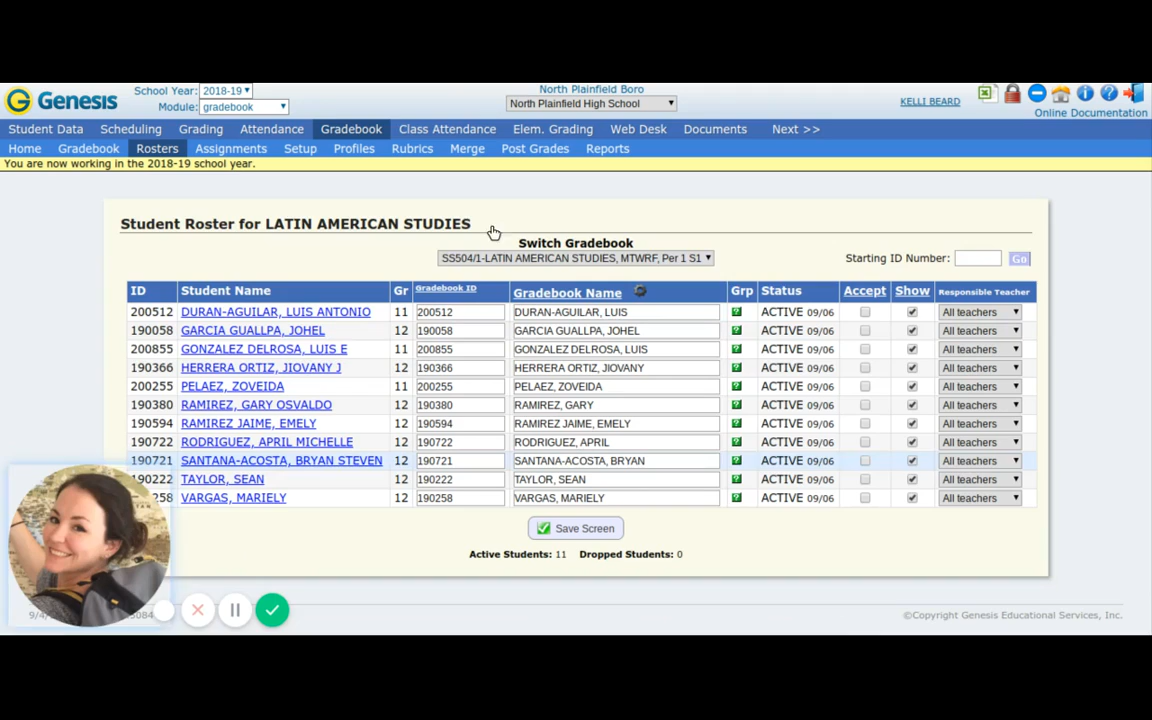 Genesis
School Year: 2018-19
Module: gradebook
North Plainfield Boro
North Plainfield High School
KELLI BEARD
Online Documentation
Student Data Scheduling Grading Attendance Gradebook Class Attendance Elem. Grading Web Desk Documents Next >>
Home Gradebook Rosters Assignments Setup Profiles Rubrics Merge Post Grades Reports
You are now working in the 2018-19 school year.
Student Roster for LATIN AMERICAN STUDIES
Switch Gradebook
SS504/1-LATIN AMERICAN STUDIES, MTWRF, Per 1 S1
Starting ID Number: Go
ID Student Name Gr Gradebook ID Gradebook Name Grp Status Accept Show Responsible Teacher
200512 DURAN-AGUILAR, LUIS ANTONIO 11 200512 DURAN-AGUILAR, LUIS ACTIVE 09/06 All teachers
190058 GARCIA GUALLPA, JOHEL 12 190058 GARCIA GUALLPA, JOHEL ACTIVE 09/06 All teachers
200855 GONZALEZ DELROSA, LUIS E 11 200855 GONZALEZ DELROSA, LUIS ACTIVE 09/06 All teachers
190366 HERRERA ORTIZ, JIOVANY J 12 190366 HERRERA ORTIZ, JIOVANY ACTIVE 09/06 All teachers
200255 PELAEZ, ZOVEIDA 11 200255 PELAEZ, ZOVEIDA ACTIVE 09/06 All teachers
190380 RAMIREZ, GARY OSVALDO 12 190380 RAMIREZ, GARY ACTIVE 09/06 All teachers
190594 RAMIREZ JAIME, EMELY 12 190594 RAMIREZ JAIME, EMELY ACTIVE 09/06 All teachers
190722 RODRIGUEZ, APRIL MICHELLE 12 190722 RODRIGUEZ, APRIL ACTIVE 09/06 All teachers
190721 SANTANA-ACOSTA, BRYAN STEVEN 12 190721 SANTANA-ACOSTA, BRYAN ACTIVE 09/06 All teachers
190222 TAYLOR, SEAN 12 190222 TAYLOR, SEAN ACTIVE 09/06 All teachers
258 VARGAS, MARIELY 12 190258 VARGAS, MARIELY ACTIVE 09/06 All teachers
Save Screen
Active Students: 11 Dropped Students: 0
9/4/ 5084 ©Copyright Genesis Educational Services, Inc.